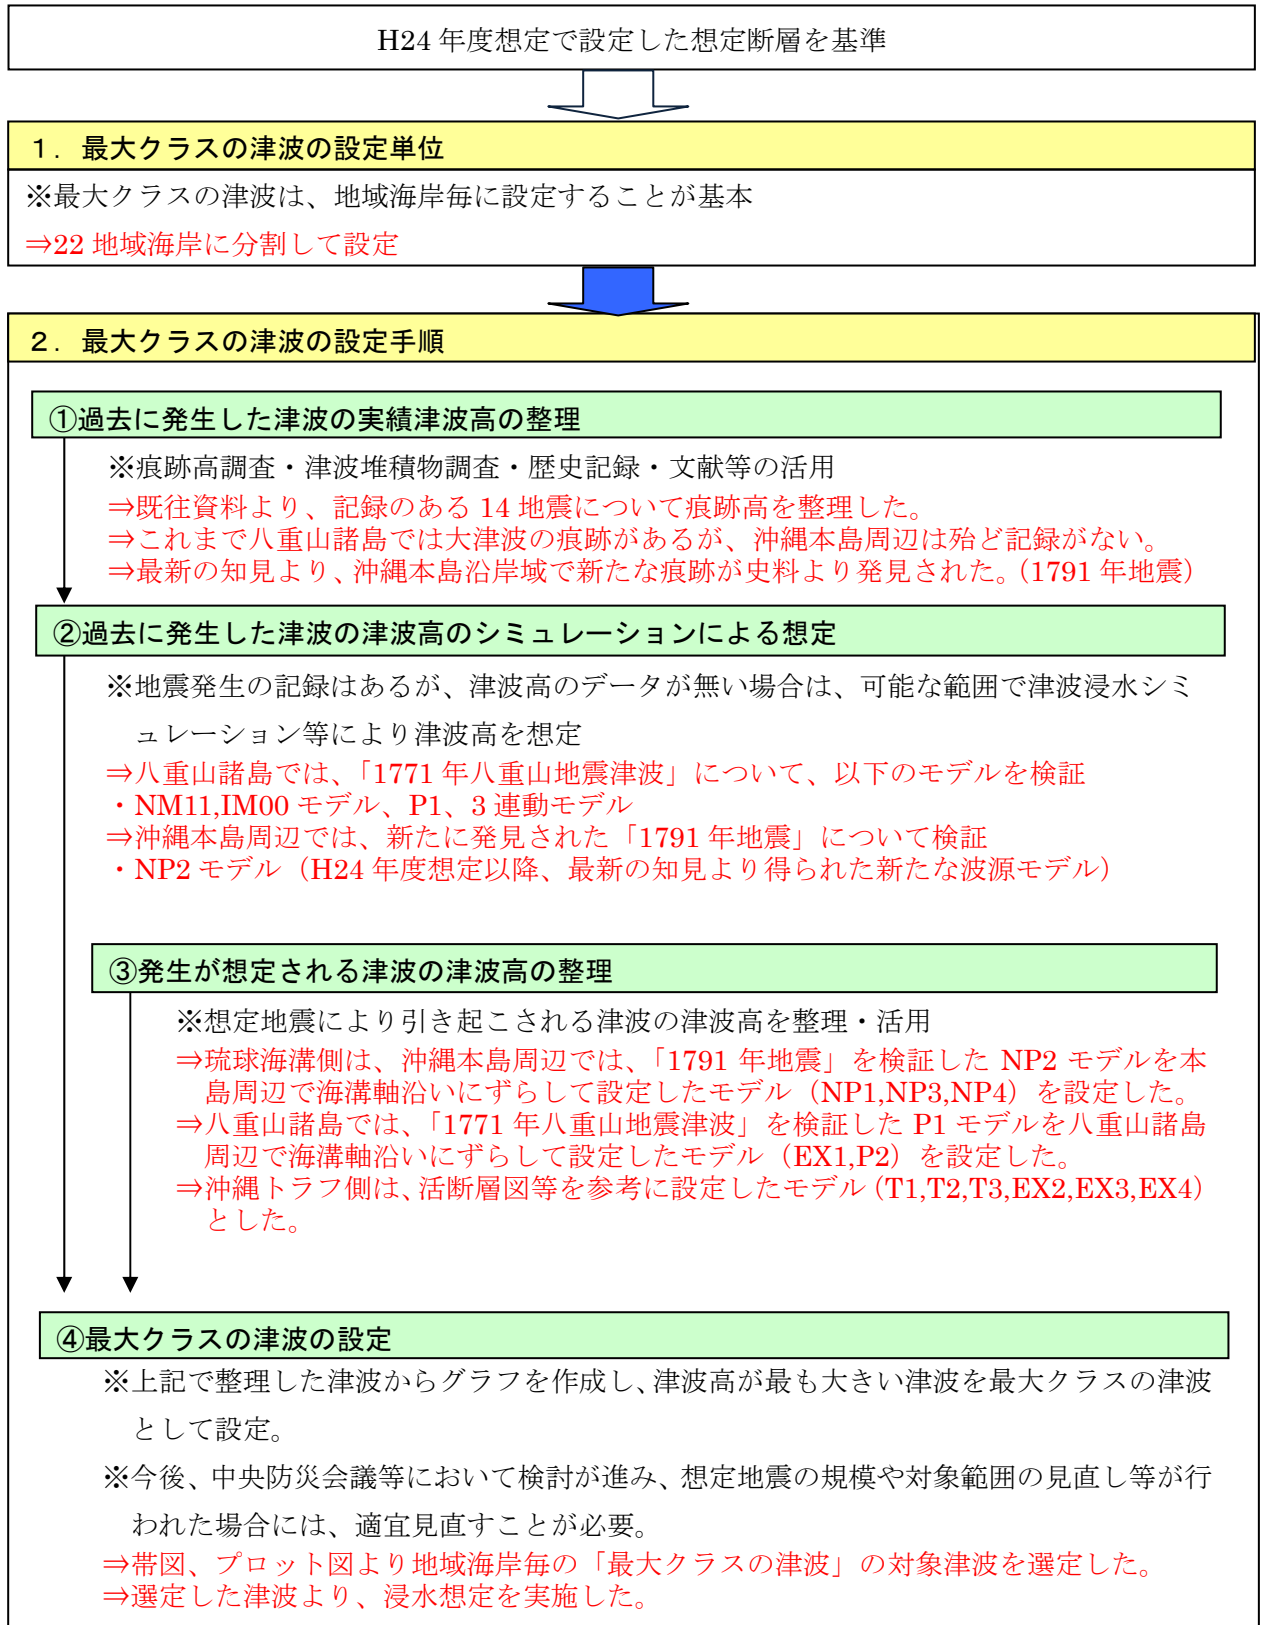 H24 年度想定で設定した想定断層を基準
１．最大クラスの津波の設定単位
※最大クラスの津波は、地域海岸毎に設定することが基本
⇒22 地域海岸に分割して設定
２．最大クラスの津波の設定手順
①過去に発生した津波の実績津波高の整理
※痕跡高調査・津波堆積物調査・歴史記録・文献等の活用
⇒既往資料より、記録のある 14 地震について痕跡高を整理した。
⇒これまで八重山諸島では大津波の痕跡があるが、沖縄本島周辺は殆ど記録がない。
⇒最新の知見より、沖縄本島沿岸域で新たな痕跡が史料より発見された。（1791 年地震）
②過去に発生した津波の津波高のシミュレーションによる想定
※地震発生の記録はあるが、津波高のデータが無い場合は、可能な範囲で津波浸水シミ
ュレーション等により津波高を想定
⇒八重山諸島では、「1771 年八重山地震津波」について、以下のモデルを検証
・NM11,IM00 モデル、P1、3 連動モデル
⇒沖縄本島周辺では、新たに発見された「1791 年地震」について検証
・NP2 モデル（H24 年度想定以降、最新の知見より得られた新たな波源モデル）
③発生が想定される津波の津波高の整理
※想定地震により引き起こされる津波の津波高を整理・活用
⇒琉球海溝側は、沖縄本島周辺では、「1791 年地震」を検証した NP2 モデルを本
島周辺で海溝軸沿いにずらして設定したモデル（NP1,NP3,NP4）を設定した。
⇒八重山諸島では、「1771 年八重山地震津波」を検証した P1 モデルを八重山諸島
周辺で海溝軸沿いにずらして設定したモデル（EX1,P2）を設定した。
⇒沖縄トラフ側は、活断層図等を参考に設定したモデル（T1,T2,T3,EX2,EX3,EX4）
とした。
④最大クラスの津波の設定
※上記で整理した津波からグラフを作成し、津波高が最も大きい津波を最大クラスの津波
として設定。
※今後、中央防災会議等において検討が進み、想定地震の規模や対象範囲の見直し等が行
われた場合には、適宜見直すことが必要。
⇒帯図、プロット図より地域海岸毎の「最大クラスの津波」の対象津波を選定した。
⇒選定した津波より、浸水想定を実施した。